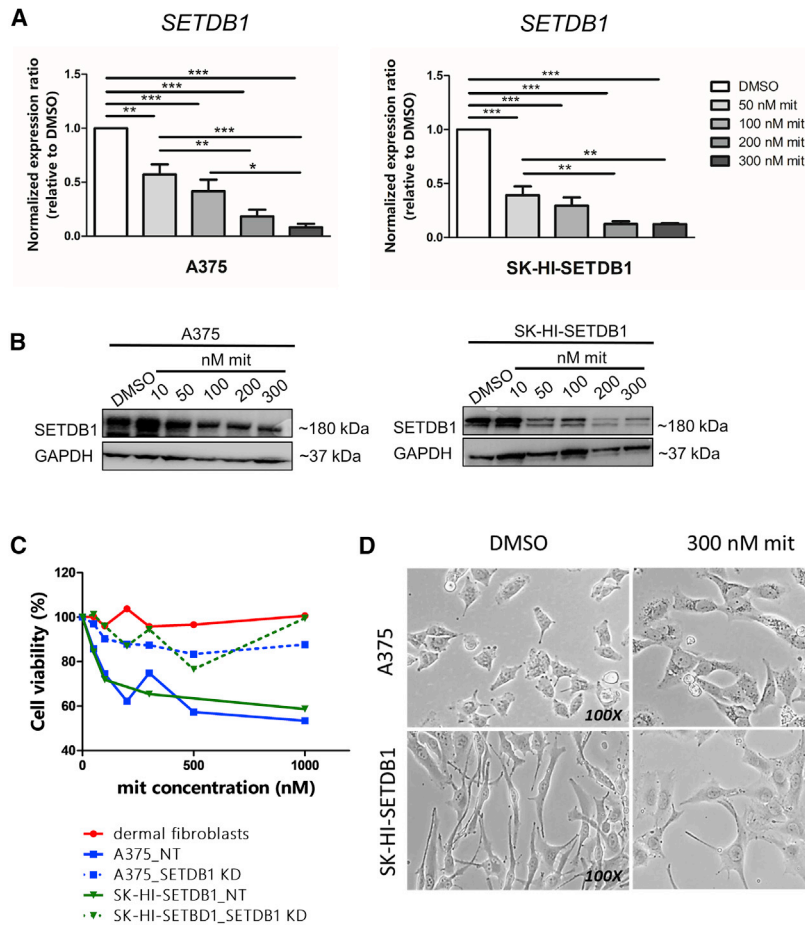 A
SETDB1
Normalized expression ratio
(relative to DMSO)
1.5
1.0
0.5
0.0
***
***
***
**
***
**
*
A375
SETDB1
Normalized expression ratio
(relative to DMSO)
1.5
1.0
0.5
0.0
***
***
***
***
**
**
SK-HI-SETDB1
DMSO
50 nM mit
100 nM mit
200 nM mit
300 nM mit
B
A375
nM mit
DMSO 10 50 100 200 300
SETDB1 ~180 kDa
GAPDH ~37 kDa
SK-HI-SETDB1
nM mit
DMSO 10 50 100 200 300
SETDB1 ~180 kDa
GAPDH ~37 kDa
C
Cell viability (%)
120
100
80
60
40
0 500 1000
mit concentration (nM)
dermal fibroblasts
A375_NT
A375_SETDB1 KD
SK-HI-SETDB1_NT
SK-HI-SETBD1_SETDB1 KD
D
DMSO 300 nM mit
A375
100X
SK-HI-SETDB1
100X